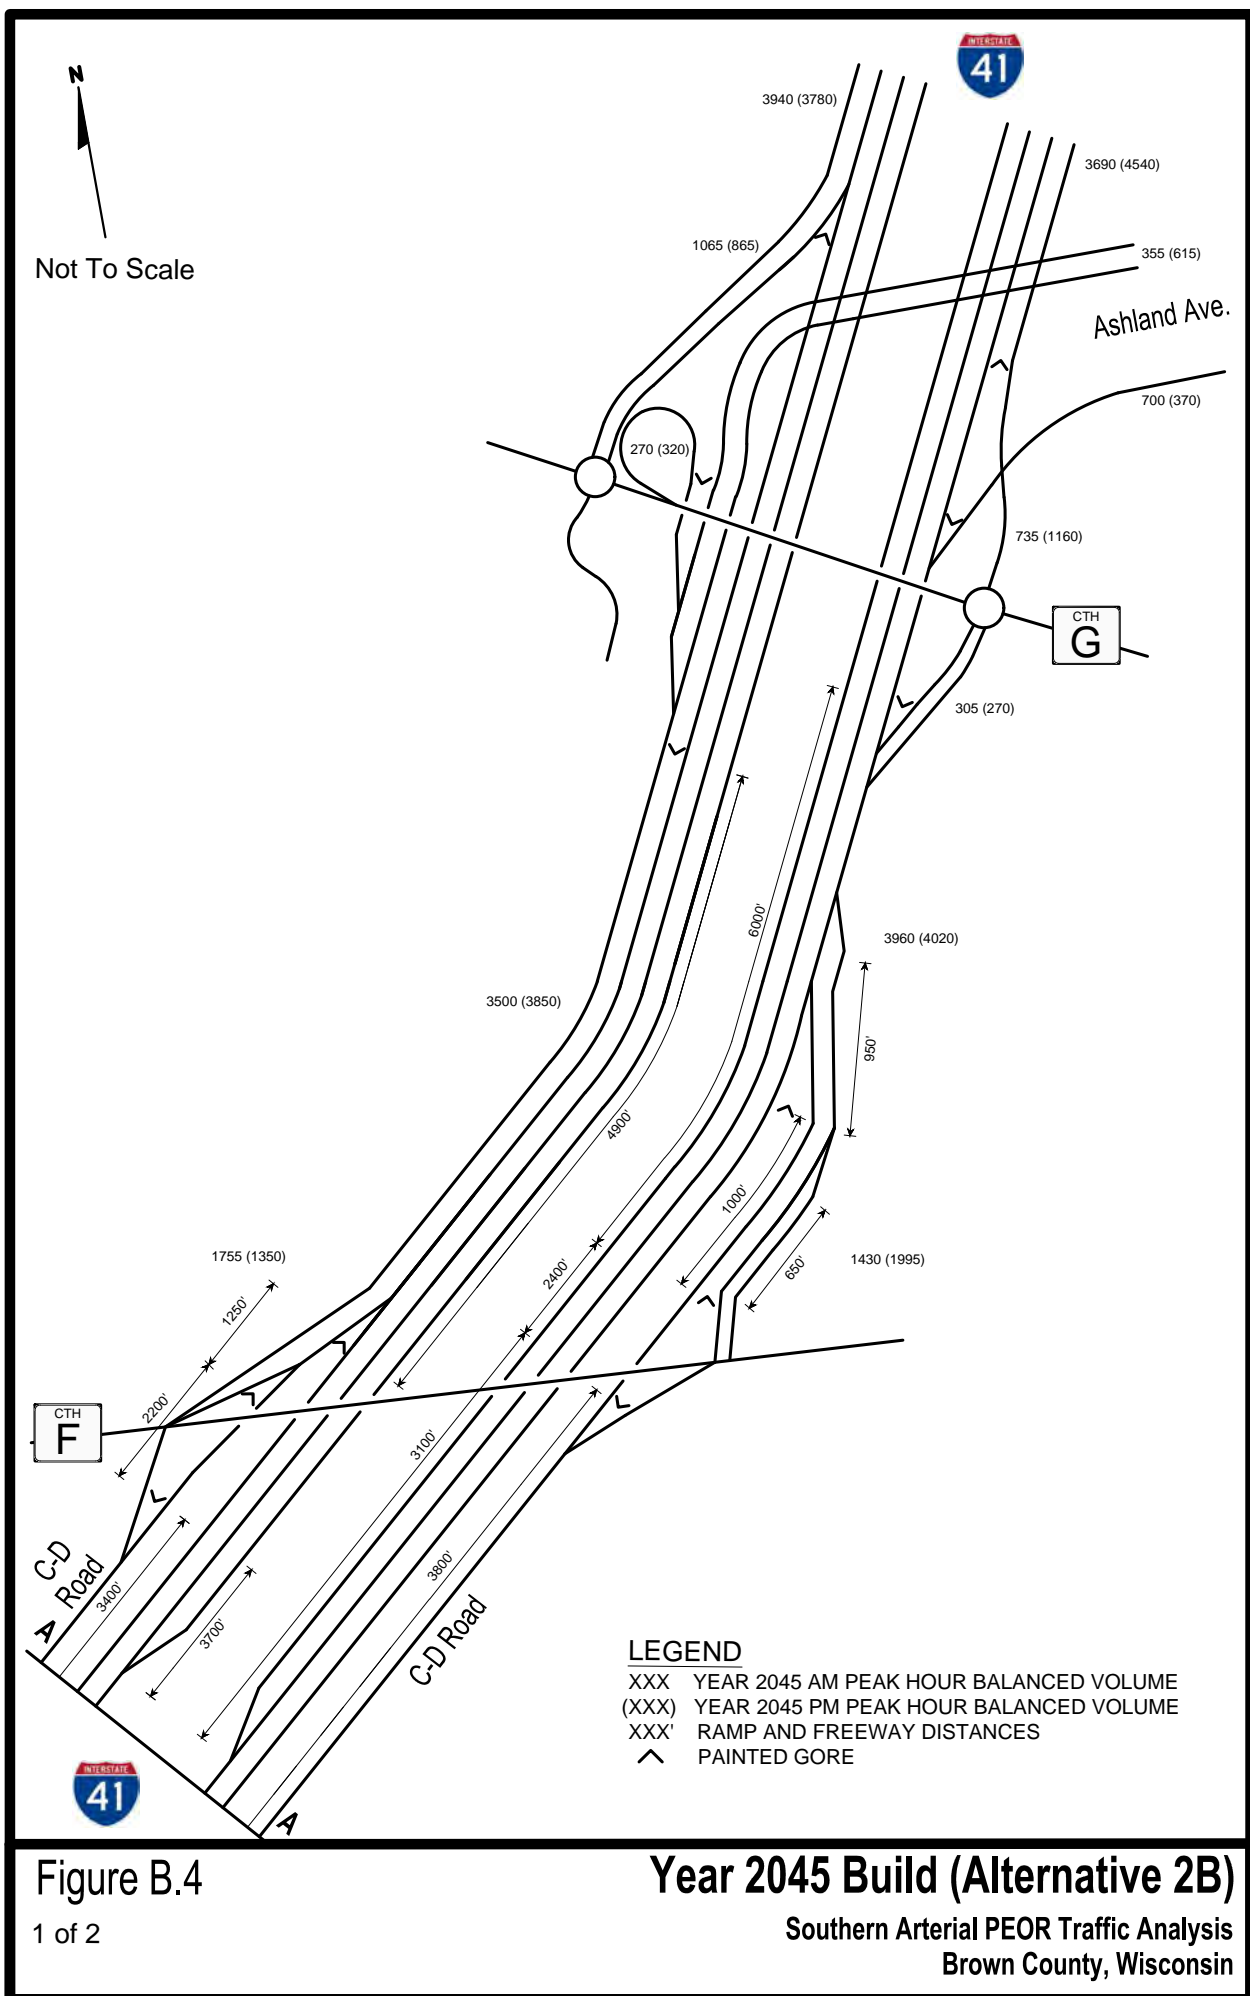 INTERSTATE
41
N
3940 (3780)
3690 (4540)
Not To Scale
1065 (865)
355 (615)
Ashland Ave.
700 (370)
270 (320)
735 (1160)
CTH
G
305 (270)
6000'
3960 (4020)
3500 (3850)
950'
4900'
1000'
1755 (1350)
2400'
650'
1430 (1995)
1250'
2200'
CTH
F
3100'
C-D
Road
3400'
3800'
3700'
A
C-D Road
LEGEND
XXX YEAR 2045 AM PEAK HOUR BALANCED VOLUME
(XXX) YEAR 2045 PM PEAK HOUR BALANCED VOLUME
XXX' RAMP AND FREEWAY DISTANCES
PAINTED GORE
INTERSTATE
41
A
Figure B.4
1 of 2
Year 2045 Build (Alternative 2B)
Southern Arterial PEOR Traffic Analysis
Brown County, Wisconsin